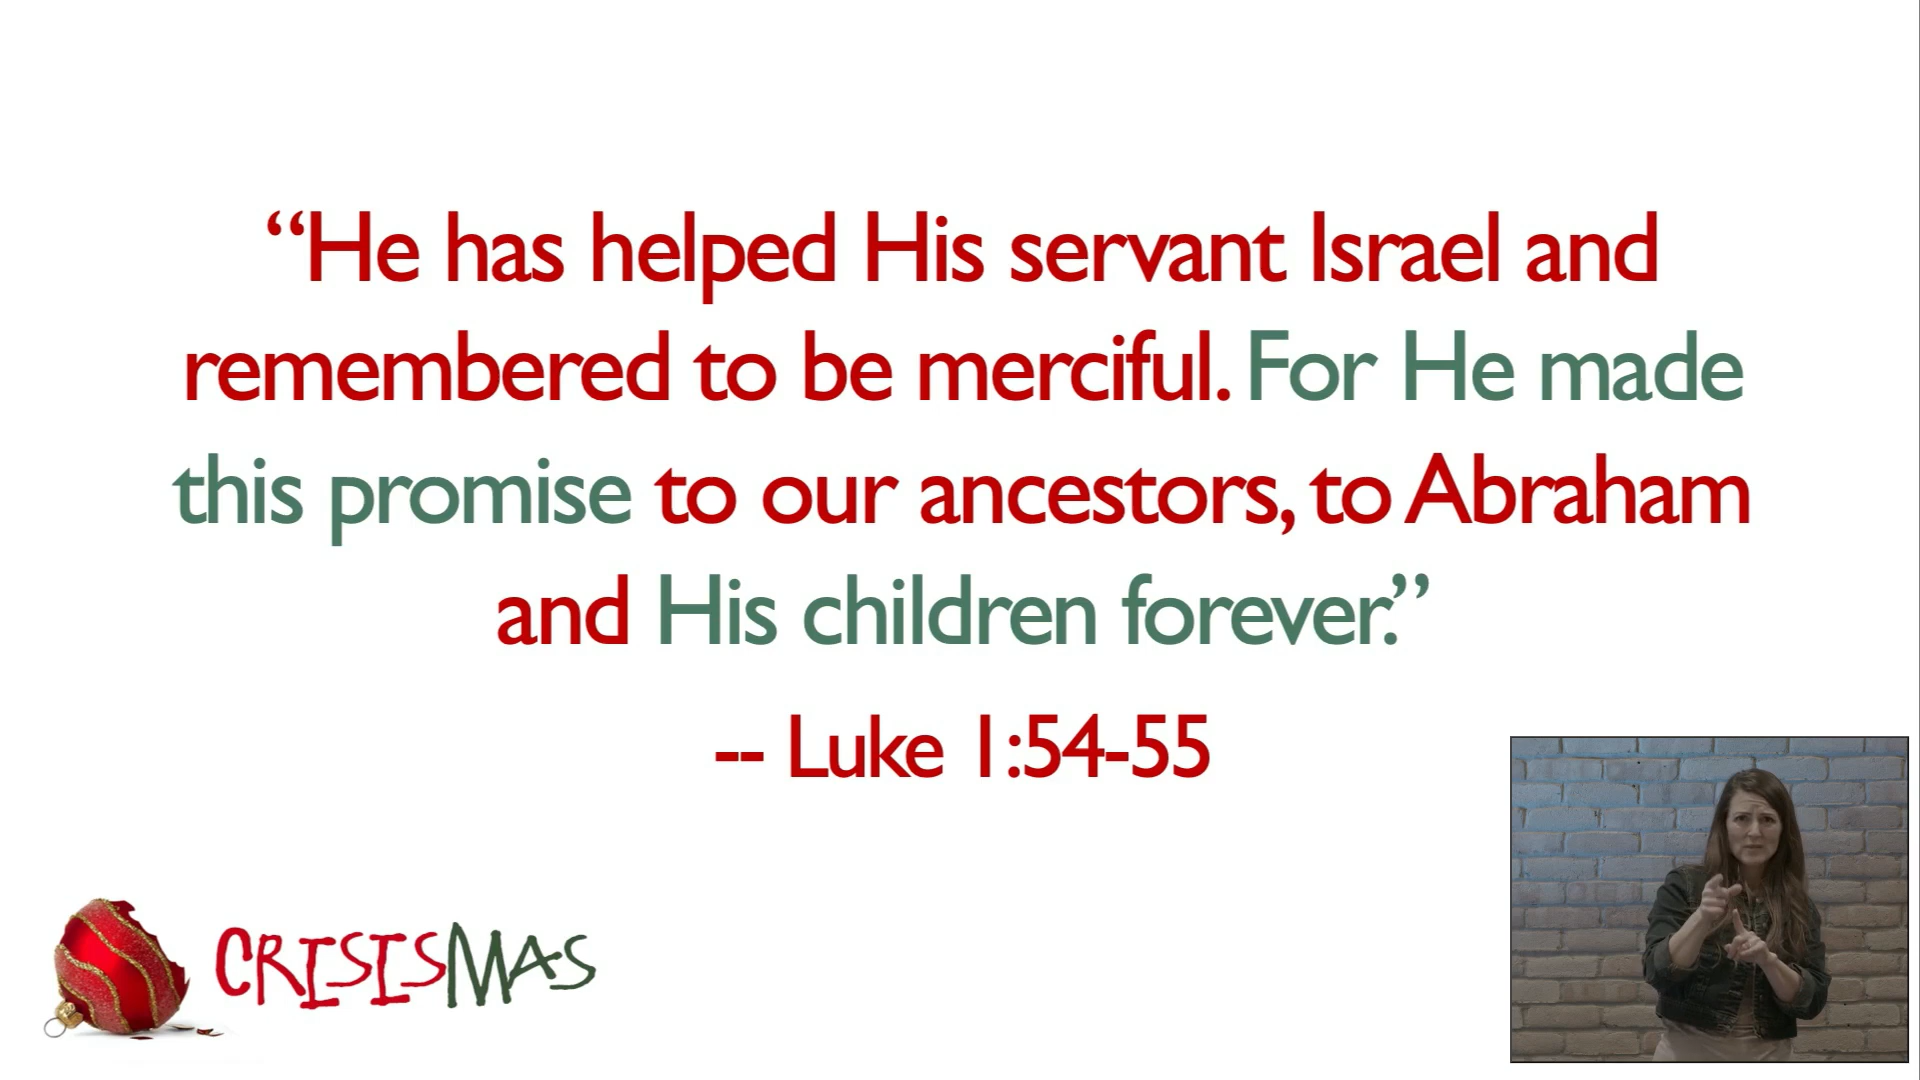 “He has helped His servant Israel and
remembered to be merciful. For He made
this promise to our ancestors, to Abraham
and His children forever.”
-- Luke 1:54-55
CRISISMAS